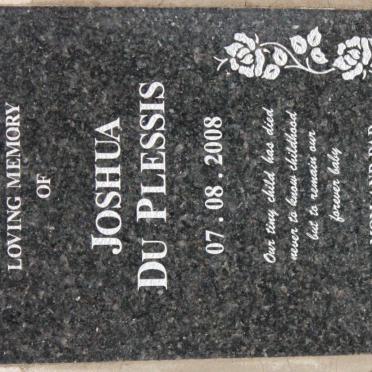 LOVING MEMORY
OF
JOSHUA
DU PLESSIS
07 . 08 . 2008
Our tiny child has died
never to know childhood
but to remain our
forever baby